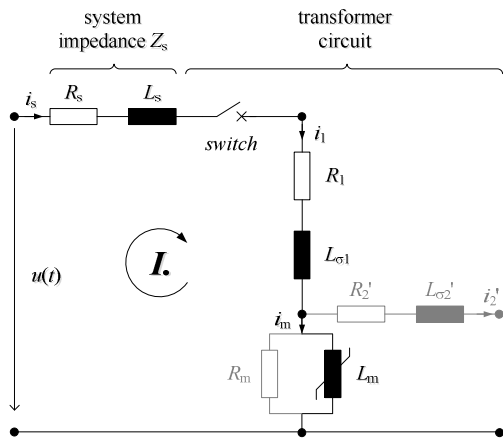 system
impedance Zs
transformer
circuit
is
Rs
Ls
switch
i1
R1
Lσ1
u(t)
I.
im
R2'
Lσ2'
i2'
Rm
Lm